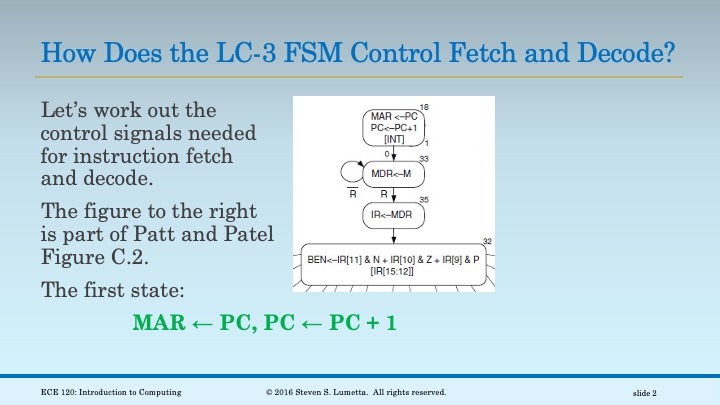 How Does the LC-3 FSM Control Fetch and Decode?
Let’s work out the
control signals needed
for instruction fetch
and decode.
The figure to the right
is part of Patt and Patel
Figure C.2.
The first state:
MAR ← PC, PC ← PC + 1
18
MAR <–PC
PC<–PC+1
[INT]
1
0
33
MDR<–M
R̅
R
35
IR<–MDR
32
BEN<–IR[11] & N + IR[10] & Z + IR[9] & P
[IR[15:12]]
ECE 120: Introduction to Computing
© 2016 Steven S. Lumetta. All rights reserved.
slide 2